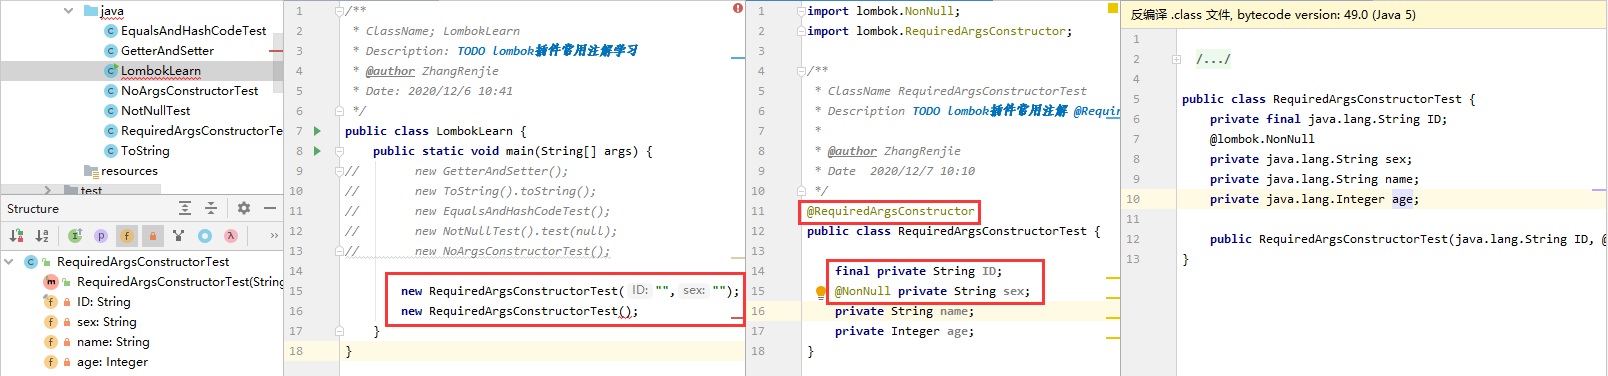 java
EqualsAndHashCodeTest
GetterAndSetter
LombokLearn
NoArgsConstructorTest
NotNullTest
RequiredArgsConstructorTe
ToString
resources
test
Structure
RequiredArgsConstructorTest
RequiredArgsConstructorTest(String
ID: String
sex: String
name: String
age: Integer
1 /**
2 * ClassName; LombokLearn
3 * Description: TODO lombok插件常用注解学习
4 * @author ZhangRenjie
5 * Date: 2020/12/6 10:41
6 */
7 public class LombokLearn {
8 public static void main(String[] args) {
9 // new GetterAndSetter();
10 // new ToString().toString();
11 // new EqualsAndHashCodeTest();
12 // new NotNullTest().test(null);
13 // new NoArgsConstructorTest();
14
15 new RequiredArgsConstructorTest( ID: "", sex: "");
16 new RequiredArgsConstructorTest();
17 }
18 }
1 import lombok.NonNull;
2 import lombok.RequiredArgsConstructor;
3
4 /**
5 * ClassName RequiredArgsConstructorTest
6 * Description TODO lombok插件常用注解 @Requi
7 *
8 * @author ZhangRenjie
9 * Date 2020/12/7 10:10
10 */
11 @RequiredArgsConstructor
12 public class RequiredArgsConstructorTest {
13
14 final private String ID;
15 @NonNull private String sex;
16 private String name;
17 private Integer age;
18 }
反编译 .class 文件, bytecode version: 49.0 (Java 5)
1
2 /.../
4
5 public class RequiredArgsConstructorTest {
6 private final java.lang.String ID;
7 @lombok.NonNull
8 private java.lang.String sex;
9 private java.lang.String name;
10 private java.lang.Integer age;
11
12 public RequiredArgsConstructorTest(java.lang.String ID, @
13 }